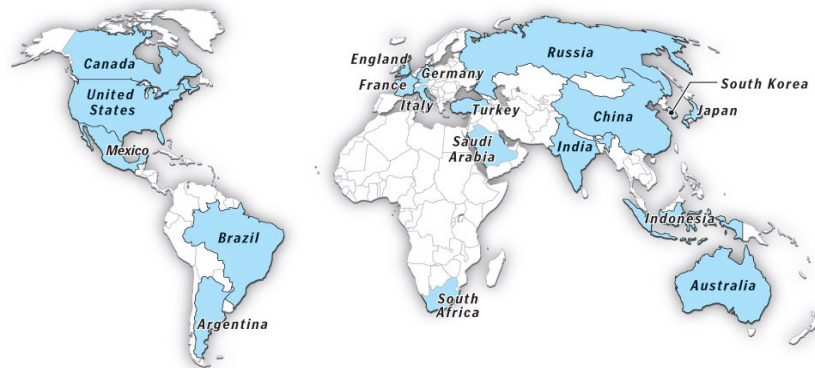 Canada
United
States
Mexico
Brazil
Argentina
England
France
Germany
Italy
Turkey
Russia
South Korea
Japan
China
India
Saudi
Arabia
Indonesia
Australia
South
Africa